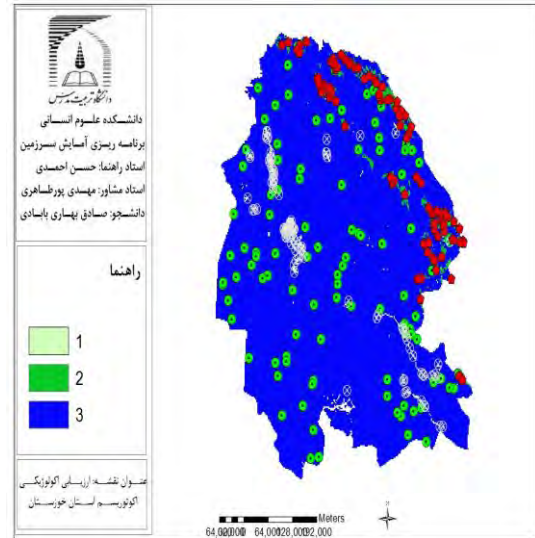 دانشگاه تربیت مدرس
دانشکده علوم انسانی
برنامه ریزی آمایش سرزمین
استاد راهنما: حسن احمدی
استاد مشاور: مهدی پورطاهری
دانشجو: صادق بهاری بابادی
راهنما
1
2
3
عنوان نقشه: ارزیابی اکولوژیکی
اکوتوریسم استان خوزستان
Meters